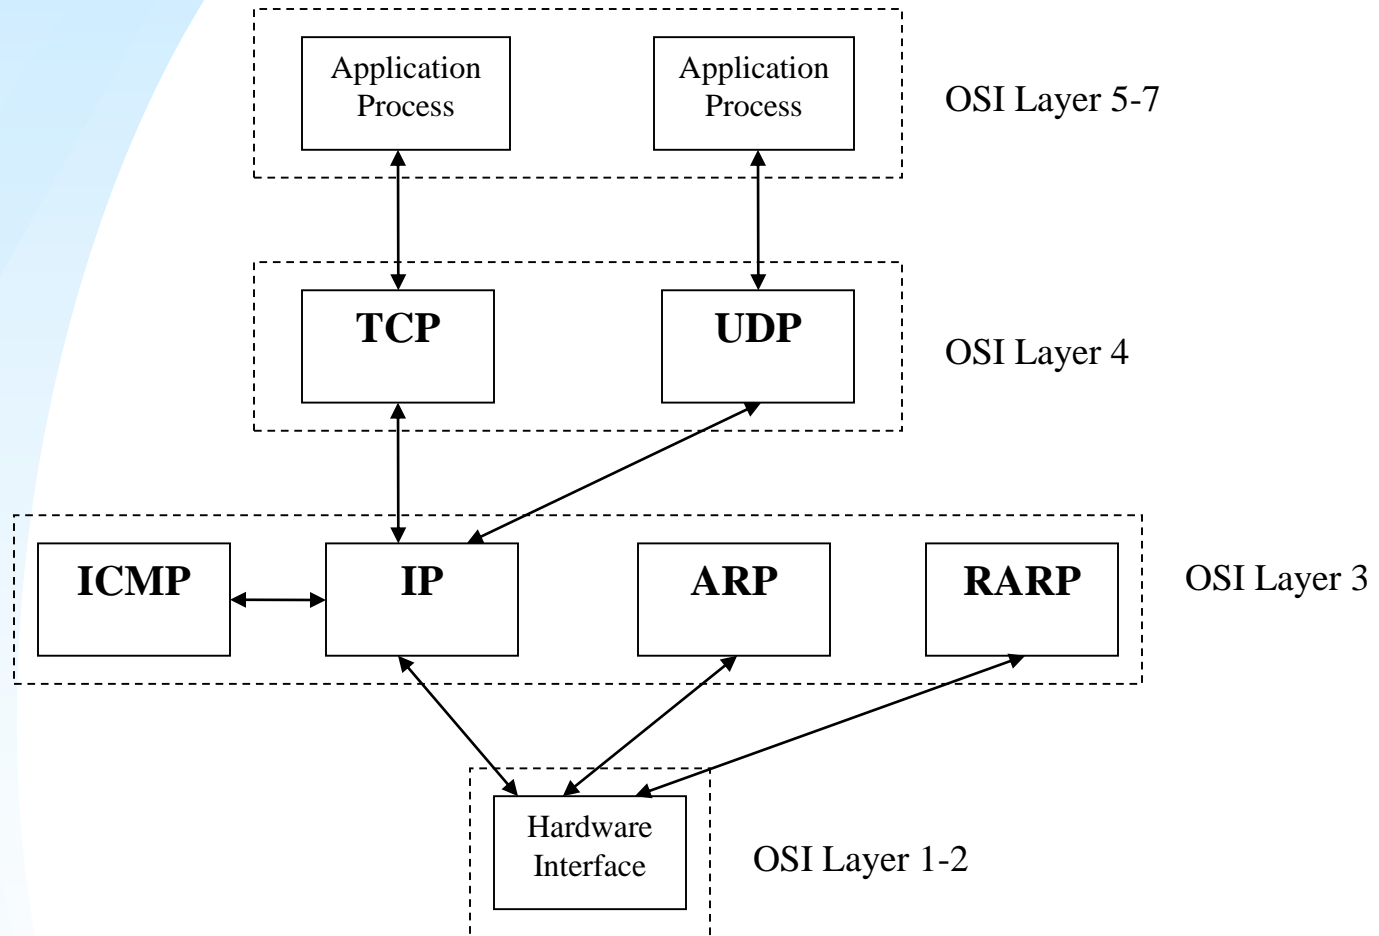 Application
Process
Application
Process
OSI Layer 5-7
TCP
UDP
OSI Layer 4
ICMP
IP
ARP
RARP
OSI Layer 3
Hardware
Interface
OSI Layer 1-2